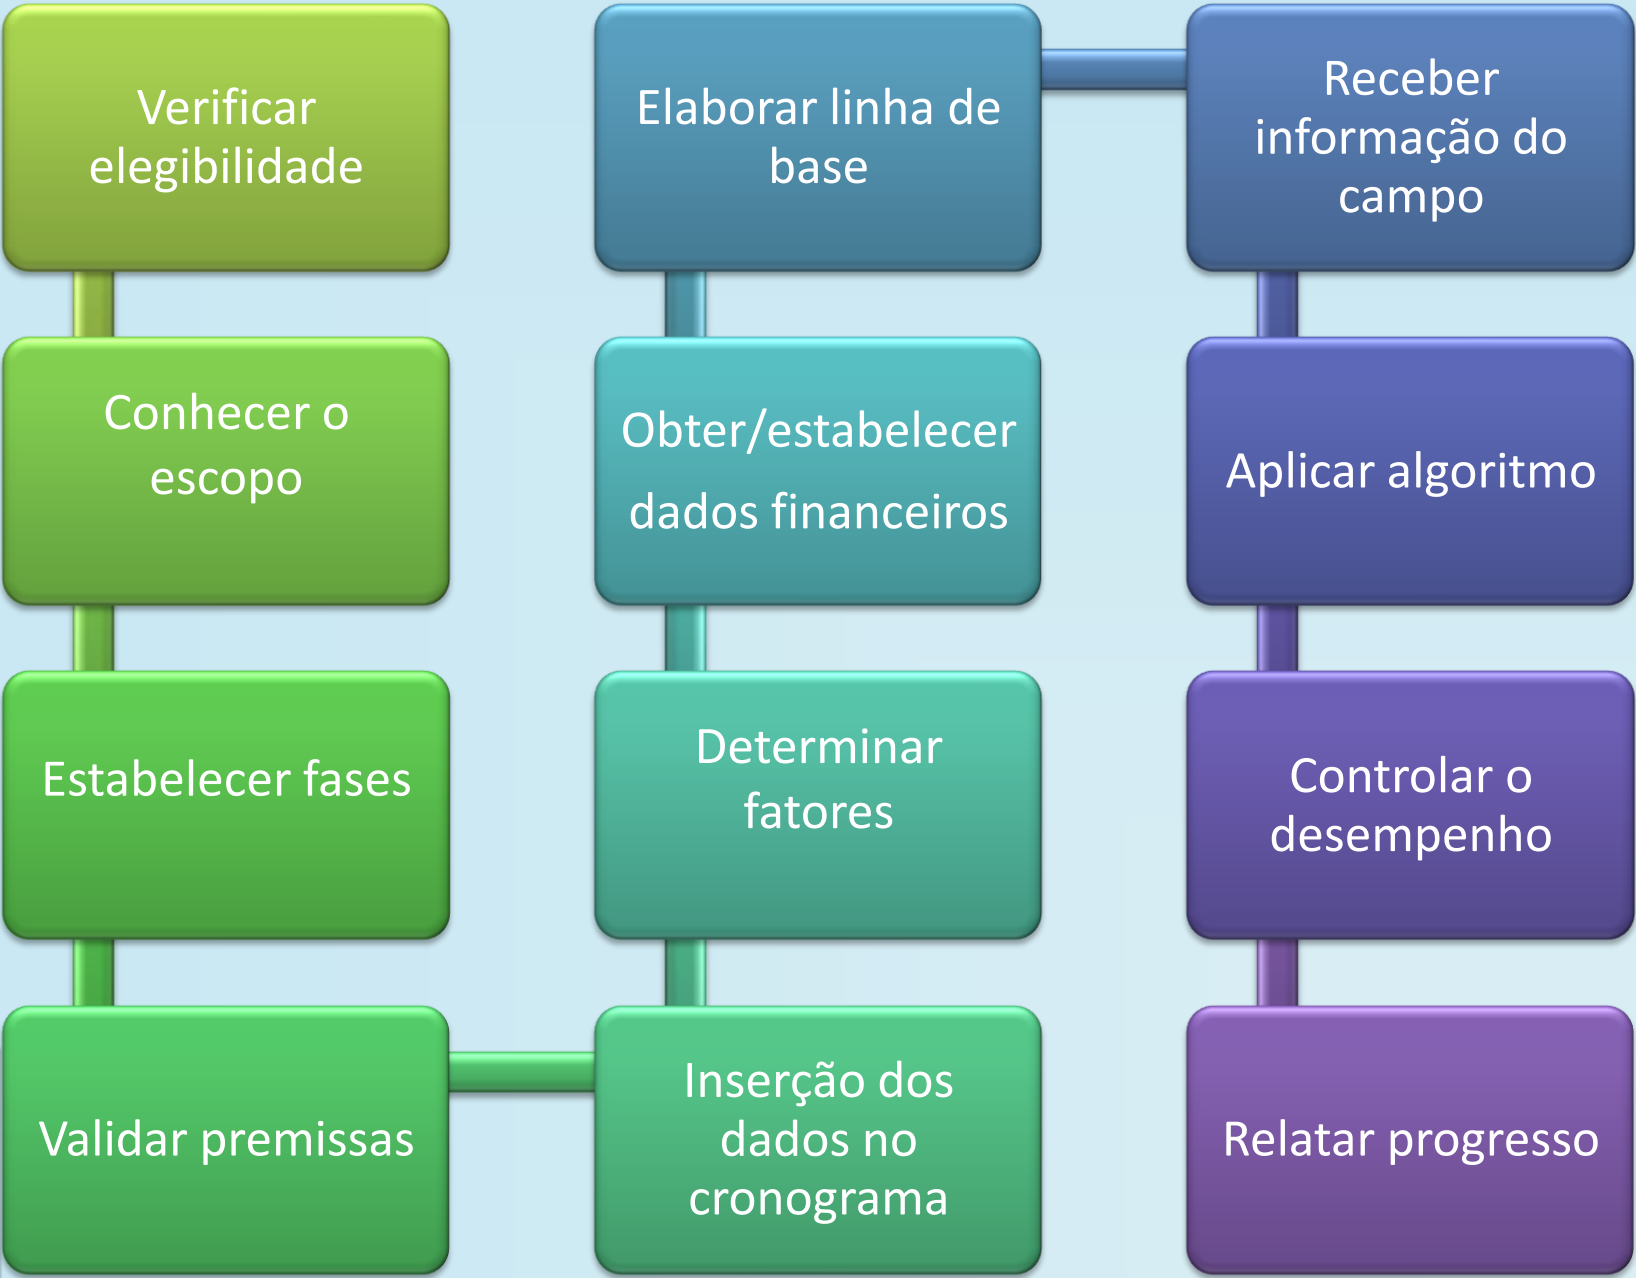 Verificar
elegibilidade
Conhecer o
escopo
Estabelecer fases
Validar premissas
Inserção dos
dados no
cronograma
Determinar
fatores
Obter/estabelecer
dados financeiros
Elaborar linha de
base
Receber
informação do
campo
Aplicar algoritmo
Controlar o
desempenho
Relatar progresso